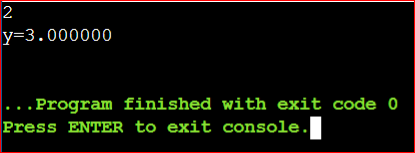 2
y=3.000000
...Program finished with exit code 0
Press ENTER to exit console.